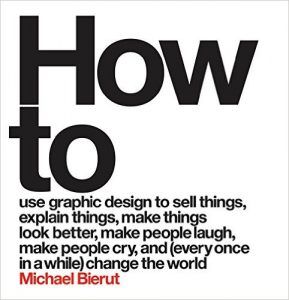 How
to
use graphic design to sell things,
explain things, make things
look better, make people laugh,
make people cry, and (every once
in a while) change the world
Michael Bierut